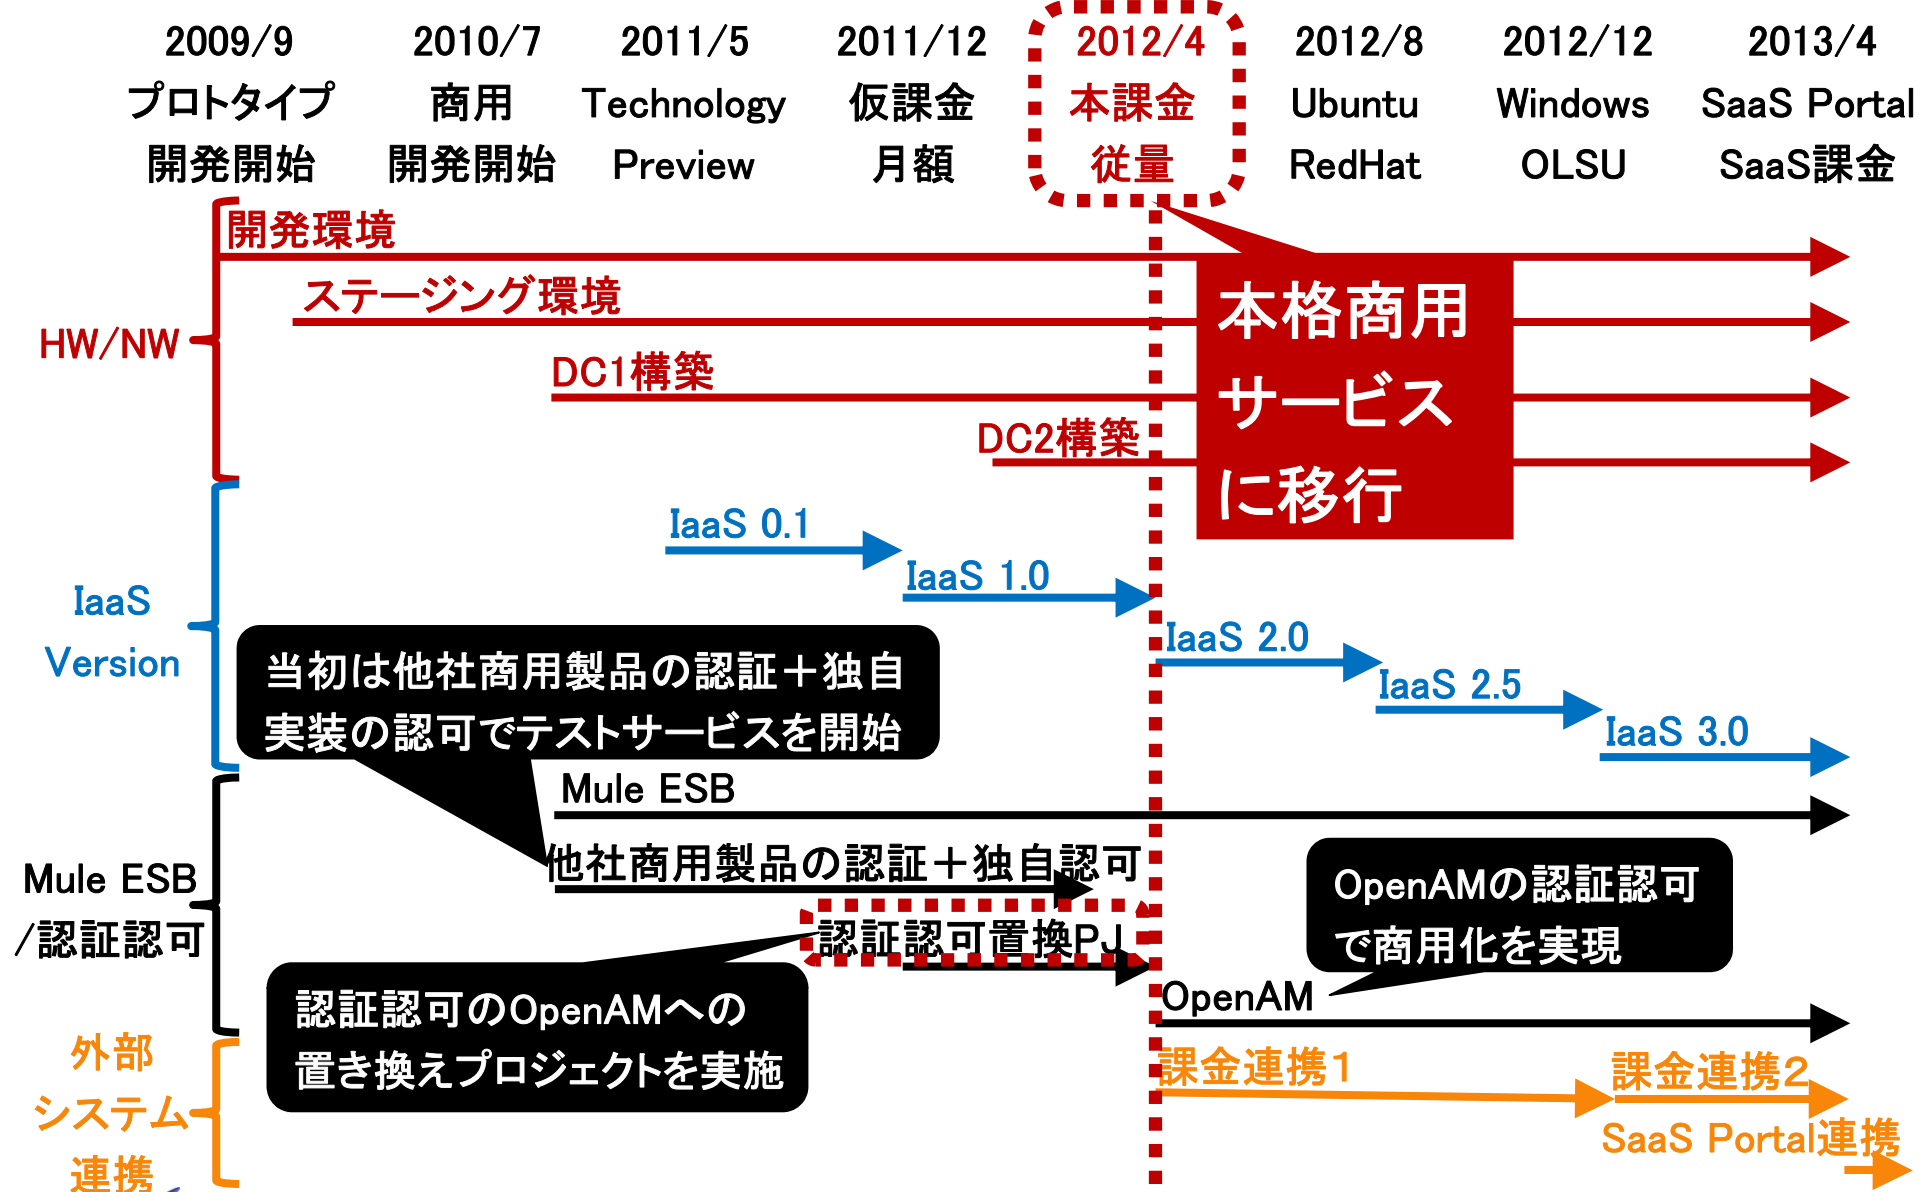 2009/9
プロトタイプ
開発開始
2010/7
商用
開発開始
2011/5
Technology
Preview
2011/12
仮課金
月額
2012/4
本課金
従量
2012/8
Ubuntu
RedHat
2012/12
Windows
OLSU
2013/4
SaaS Portal
SaaS課金
HW/NW
開発環境
ステージング環境
DC1構築
DC2構築
本格商用
サービス
に移行
IaaS
Version
IaaS 0.1
IaaS 1.0
IaaS 2.0
IaaS 2.5
IaaS 3.0
当初は他社商用製品の認証＋独自
実装の認可でテストサービスを開始
Mule ESB
/認証認可
Mule ESB
他社商用製品の認証＋独自認可
認証認可置換PJ
OpenAMの認証認可
で商用化を実現
認証認可のOpenAMへの
置き換えプロジェクトを実施
OpenAM
外部
システム
連携
課金連携１
課金連携２
SaaS Portal連携